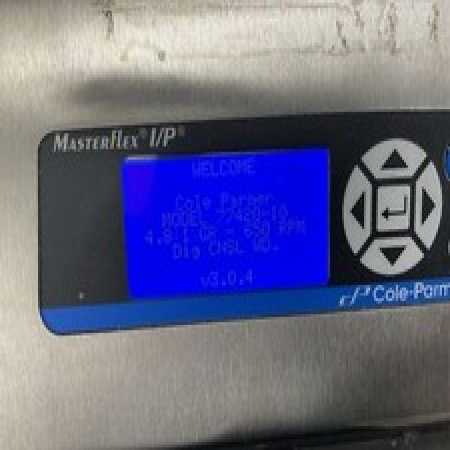 MASTERFLEX® I/P®
WELCOME
Cole Parmer
MODEL 77420-10
4.8:1 GR - 650 RPM
Dig CNSL WD.
v3.0.4
Cole-Parm